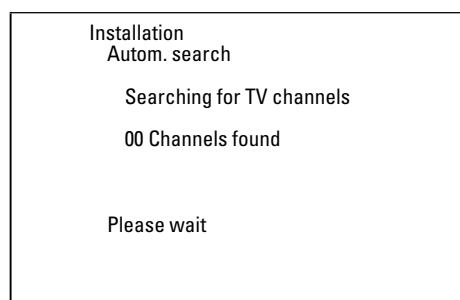 Installation
Autom. search
Searching for TV channels
00 Channels found
Please wait